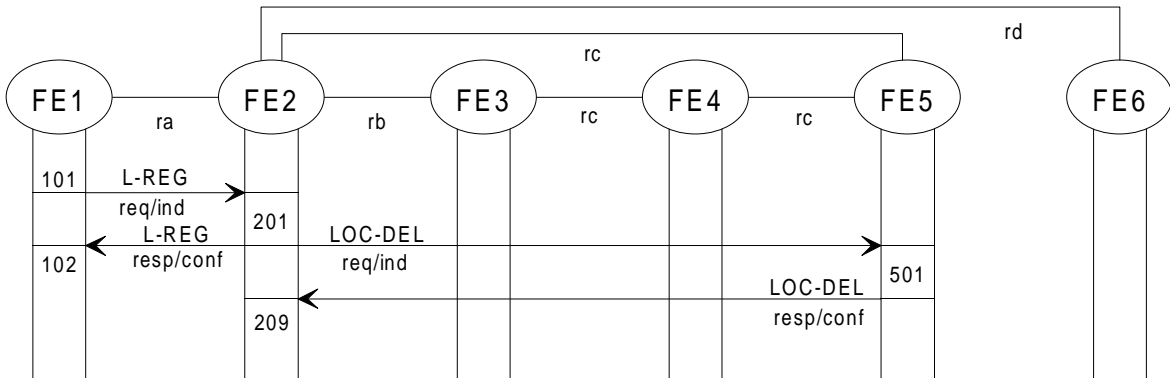 rd
rc
FE1 FE2 FE3 FE4 FE5 FE6
ra rb rc rc
101 L-REG
req/ind
201
L-REG LOC-DEL
resp/conf req/ind
102 501
LOC-DEL
resp/conf
209